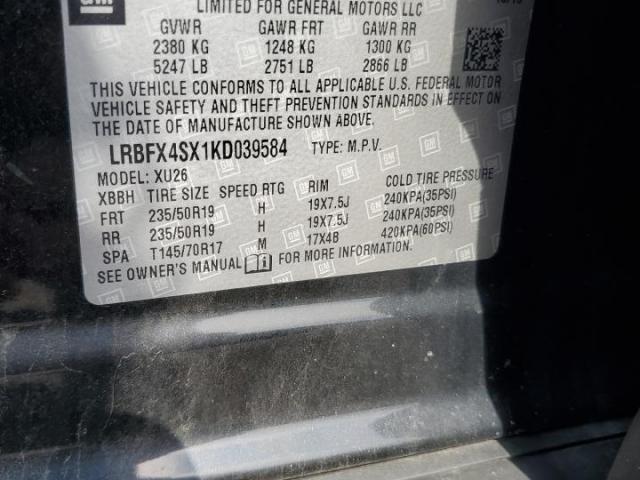 GM
LIMITED FOR GENERAL MOTORS LLC
GVWR GAWR FRT GAWR RR
2380 KG 1248 KG 1300 KG
5247 LB 2751 LB 2866 LB
THIS VEHICLE CONFORMS TO ALL APPLICABLE U.S. FEDERAL MOTOR
VEHICLE SAFETY AND THEFT PREVENTION STANDARDS IN EFFECT ON
THE DATE OF MANUFACTURE SHOWN ABOVE.
LRBFX4SX1KD039584 TYPE: M.P.V.
MODEL: XU26
XBBH TIRE SIZE SPEED RTG RIM COLD TIRE PRESSURE
FRT 235/50R19 H 19X7.5J 240KPA(35PSI)
RR 235/50R19 H 19X7.5J 240KPA(35PSI)
SPA T145/70R17 M 17X4B 420KPA(60PSI)
SEE OWNER'S MANUAL FOR MORE INFORMATION.